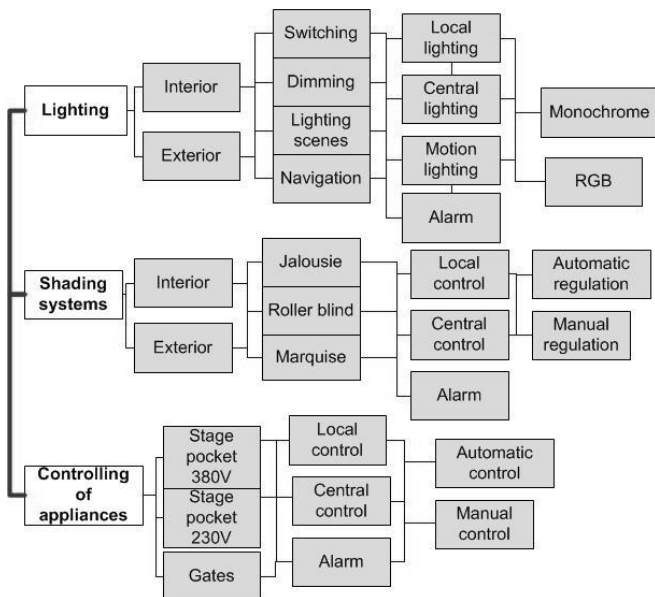 Lighting
Interior
Exterior
Switching
Dimming
Lighting
scenes
Navigation
Local
lighting
Central
lighting
Motion
lighting
Alarm
Monochrome
RGB
Shading
systems
Interior
Exterior
Jalousie
Roller blind
Marquise
Local
control
Central
control
Alarm
Automatic
regulation
Manual
regulation
Controlling
of
appliances
Stage
pocket
380V
Stage
pocket
230V
Gates
Local
control
Central
control
Alarm
Automatic
control
Manual
control